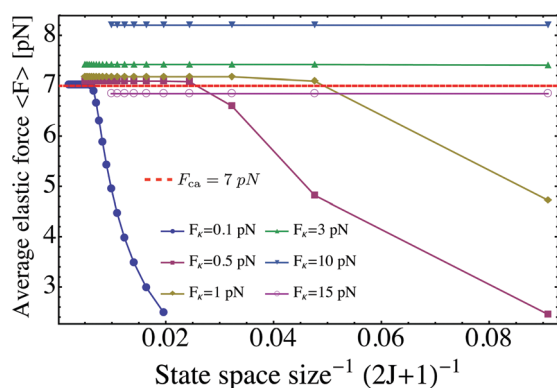 Average elastic force <F> [pN]
8
7
6
5
4
3
F_ca = 7 pN
F_κ=0.1 pN
F_κ=3 pN
F_κ=0.5 pN
F_κ=10 pN
F_κ=1 pN
F_κ=15 pN
0.02
0.04
0.06
0.08
State space size⁻¹ (2J+1)⁻¹